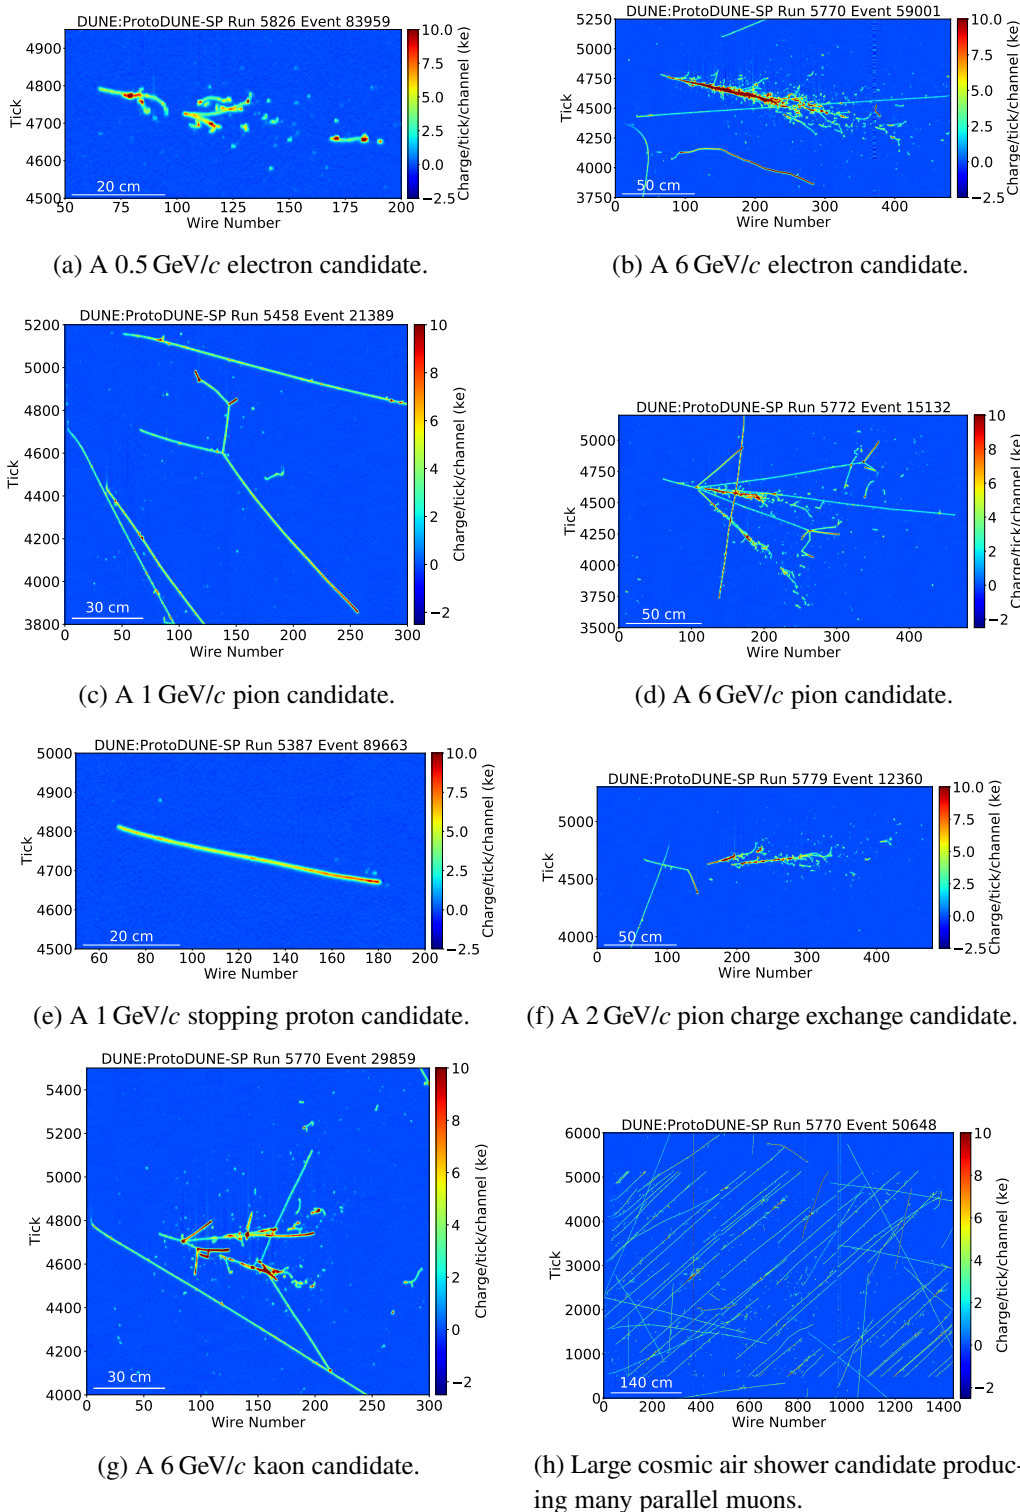 DUNE:ProtoDUNE-SP Run 5826 Event 83959
4900
4800
4700
4600
4500
Tick
20 cm
50 75 100 125 150 175 200
Wire Number
10.0
7.5
5.0
2.5
0.0
−2.5
Charge/tick/channel (ke)
(a) A 0.5 GeV/c electron candidate.
DUNE:ProtoDUNE-SP Run 5770 Event 59001
5250
5000
4750
4500
4250
4000
3750
Tick
50 cm
0 100 200 300 400
Wire Number
10.0
7.5
5.0
2.5
0.0
−2.5
Charge/tick/channel (ke)
(b) A 6 GeV/c electron candidate.
DUNE:ProtoDUNE-SP Run 5458 Event 21389
5200
5000
4800
4600
4400
4200
4000
3800
Tick
30 cm
0 50 100 150 200 250 300
Wire Number
10
8
6
4
2
0
−2
Charge/tick/channel (ke)
(c) A 1 GeV/c pion candidate.
DUNE:ProtoDUNE-SP Run 5772 Event 15132
5000
4750
4500
4250
4000
3750
3500
Tick
50 cm
0 100 200 300 400
Wire Number
10
8
6
4
2
0
−2
Charge/tick/channel (ke)
(d) A 6 GeV/c pion candidate.
DUNE:ProtoDUNE-SP Run 5387 Event 89663
5000
4900
4800
4700
4600
4500
Tick
20 cm
60 80 100 120 140 160 180 200
Wire Number
10.0
7.5
5.0
2.5
0.0
−2.5
Charge/tick/channel (ke)
(e) A 1 GeV/c stopping proton candidate.
DUNE:ProtoDUNE-SP Run 5779 Event 12360
5000
4500
4000
Tick
50 cm
0 100 200 300 400
Wire Number
10.0
7.5
5.0
2.5
0.0
−2.5
Charge/tick/channel (ke)
(f) A 2 GeV/c pion charge exchange candidate.
DUNE:ProtoDUNE-SP Run 5770 Event 29859
5400
5200
5000
4800
4600
4400
4200
4000
Tick
30 cm
0 50 100 150 200 250 300
Wire Number
10
8
6
4
2
0
−2
Charge/tick/channel (ke)
(g) A 6 GeV/c kaon candidate.
DUNE:ProtoDUNE-SP Run 5770 Event 50648
6000
5000
4000
3000
2000
1000
0
Tick
140 cm
0 200 400 600 800 1000 1200 1400
Wire Number
10
8
6
4
2
0
−2
Charge/tick/channel (ke)
(h) Large cosmic air shower candidate produc-
ing many parallel muons.